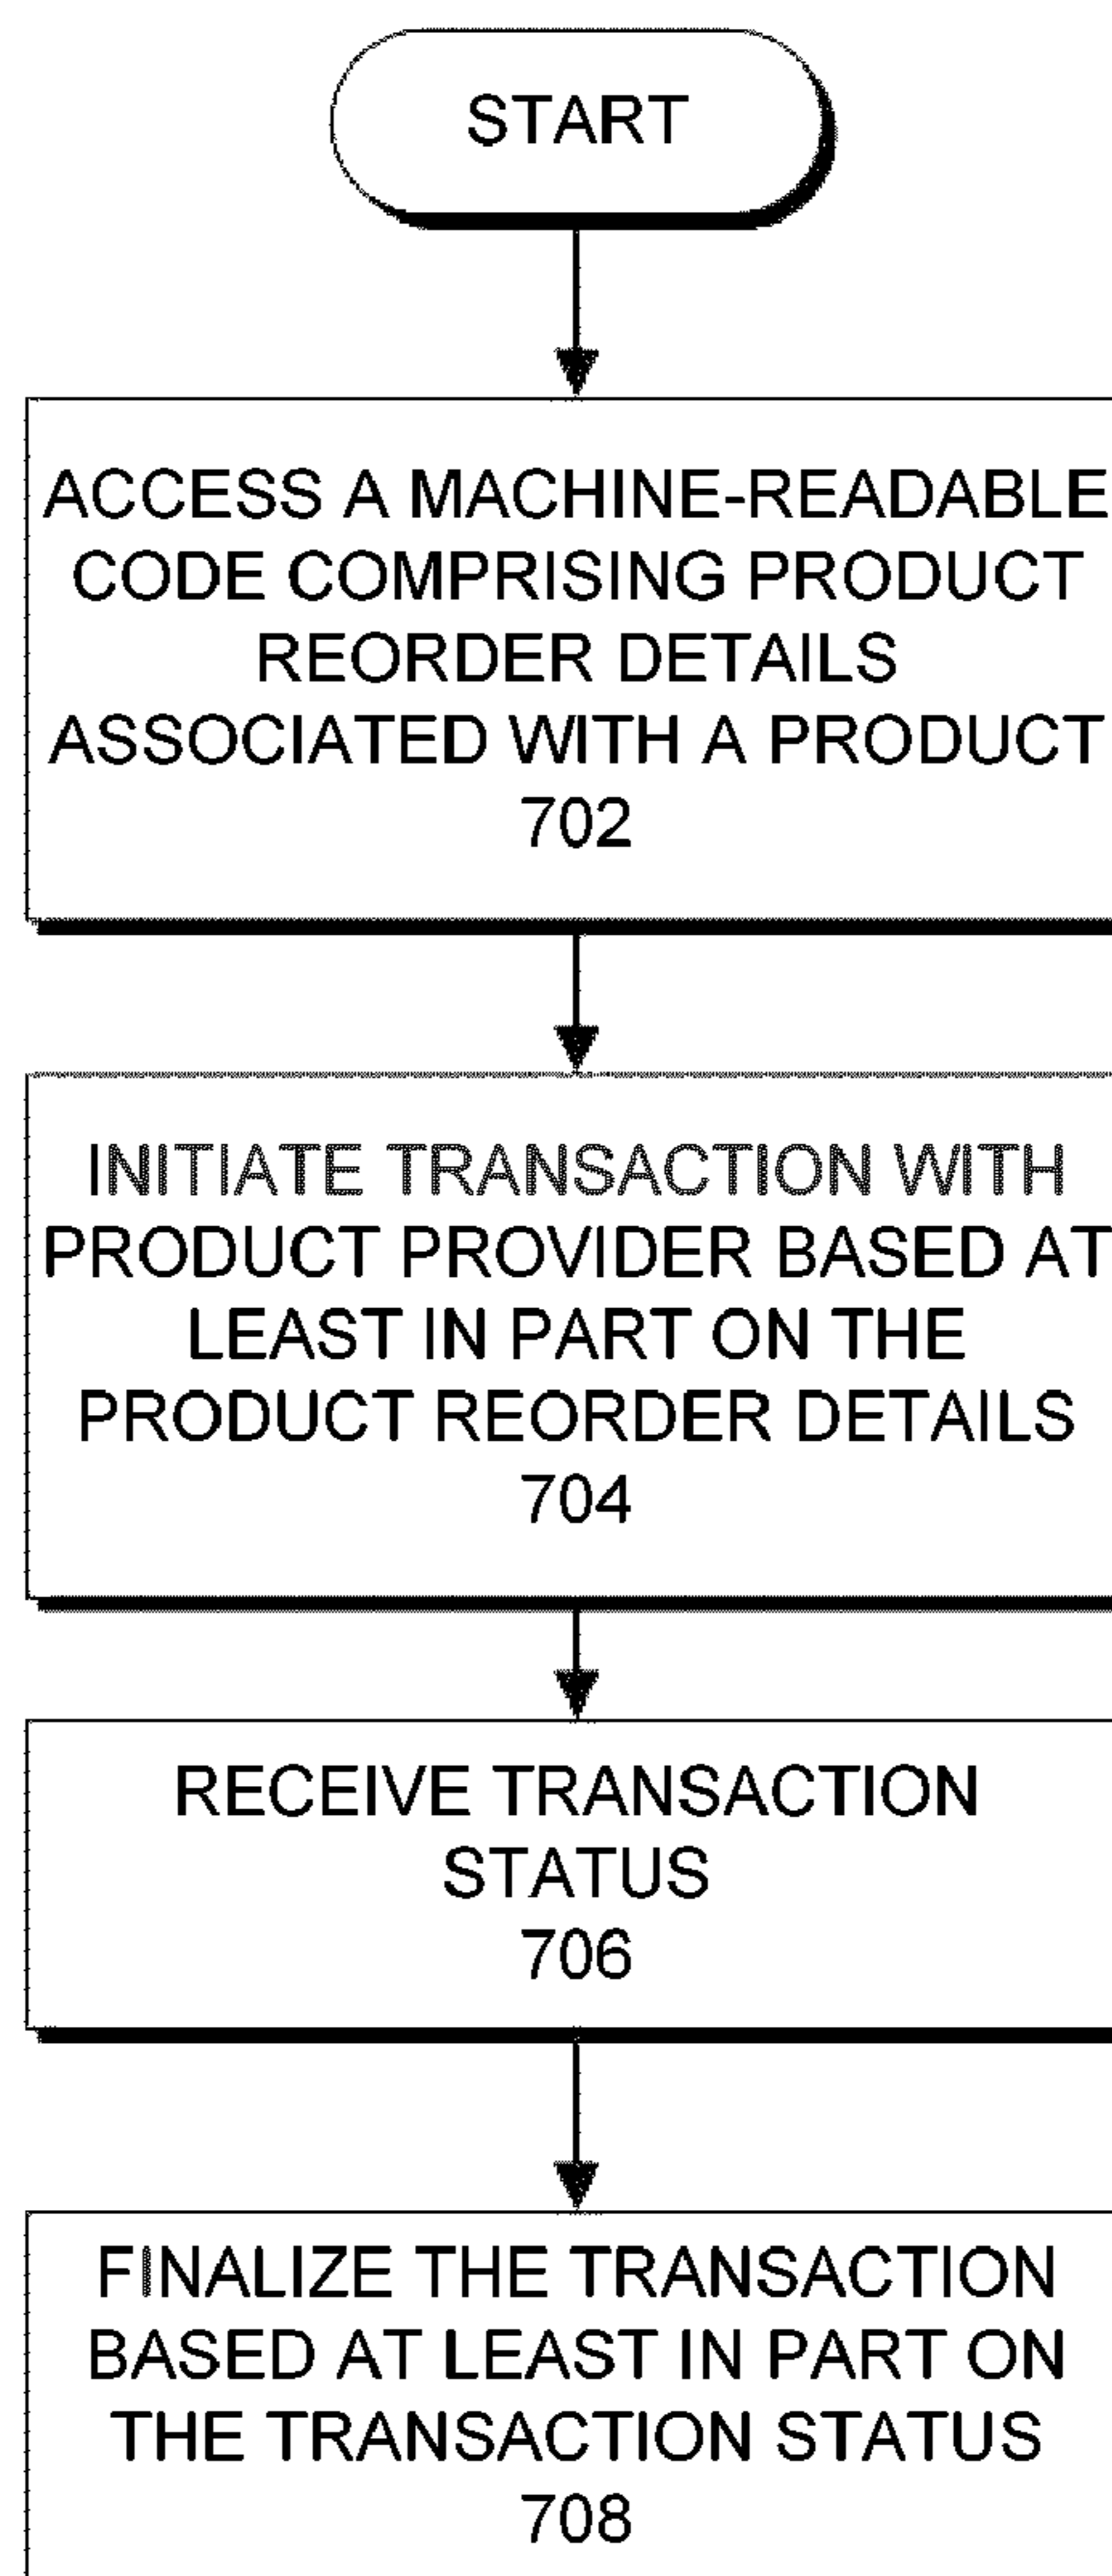 START
ACCESS A MACHINE-READABLE
CODE COMPRISING PRODUCT
REORDER DETAILS
ASSOCIATED WITH A PRODUCT
702
INITIATE TRANSACTION WITH
PRODUCT PROVIDER BASED AT
LEAST IN PART ON THE
PRODUCT REORDER DETAILS
704
RECEIVE TRANSACTION
STATUS
706
FINALIZE THE TRANSACTION
BASED AT LEAST IN PART ON
THE TRANSACTION STATUS
708